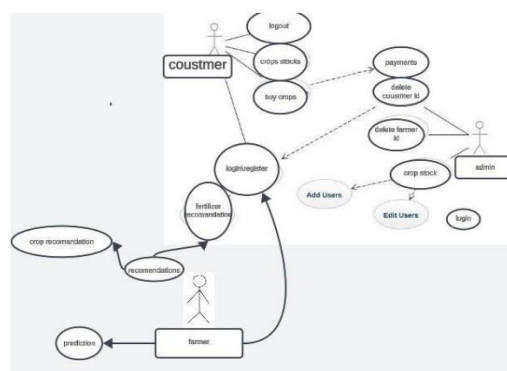 logout
coustmer
crops stocks
payments
buy crops
delete
coustmer id
delete farmer
id
login/register
crop stock
admin
Add Users
fertilizer
recomandation
Edit Users
login
crop recomandation
recomendations
farmer
prediction